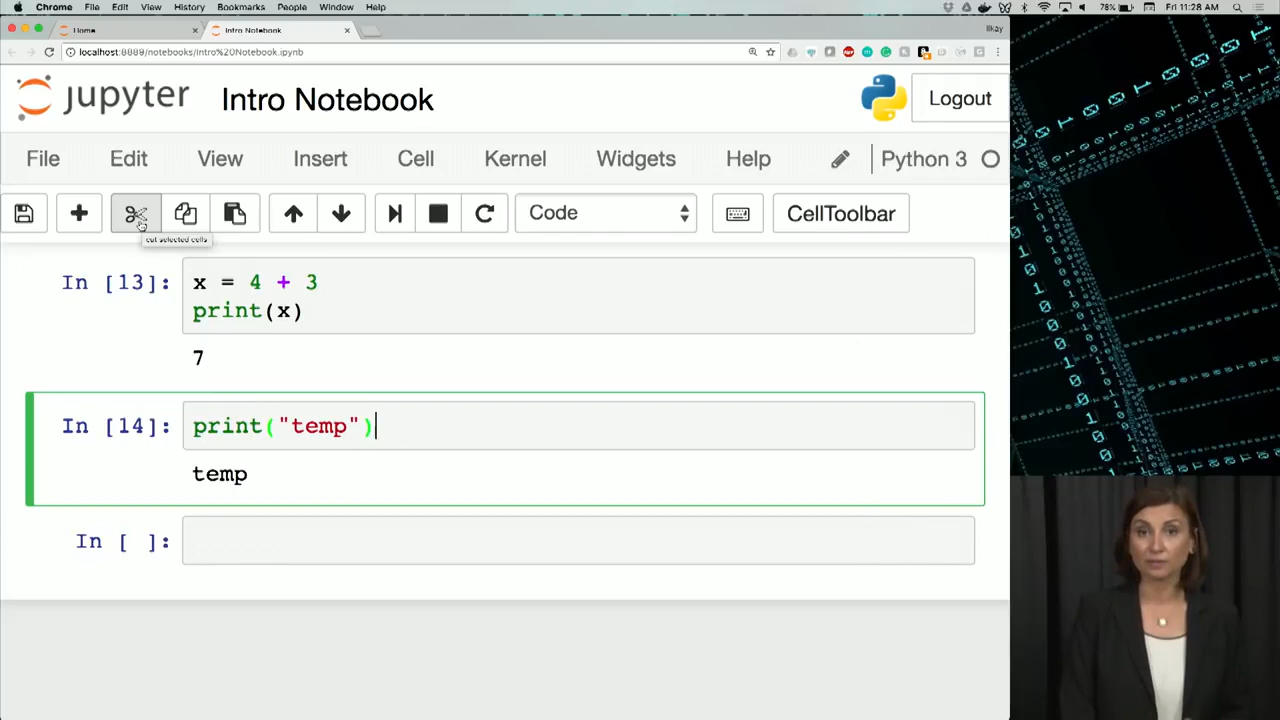 Chrome File Edit View History Bookmarks People Window Help 78% Fri 11:28 AM
Home Intro Notebook Ilkay
localhost:8889/notebooks/Intro%20Notebook.ipynb
jupyter Intro Notebook Logout
File Edit View Insert Cell Kernel Widgets Help Python 3
Code CellToolbar
cut selected cells
In [13]: x = 4 + 3
print(x)
7
In [14]: print("temp")
temp
In [ ]: